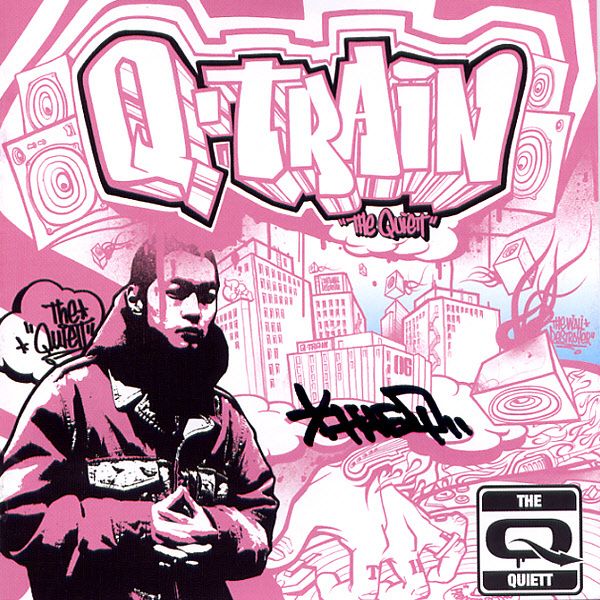 Q-TRAIN
"The Quiett"
The
"Quiett"
Q-TRAIN
06
THE
Q
QUIETT